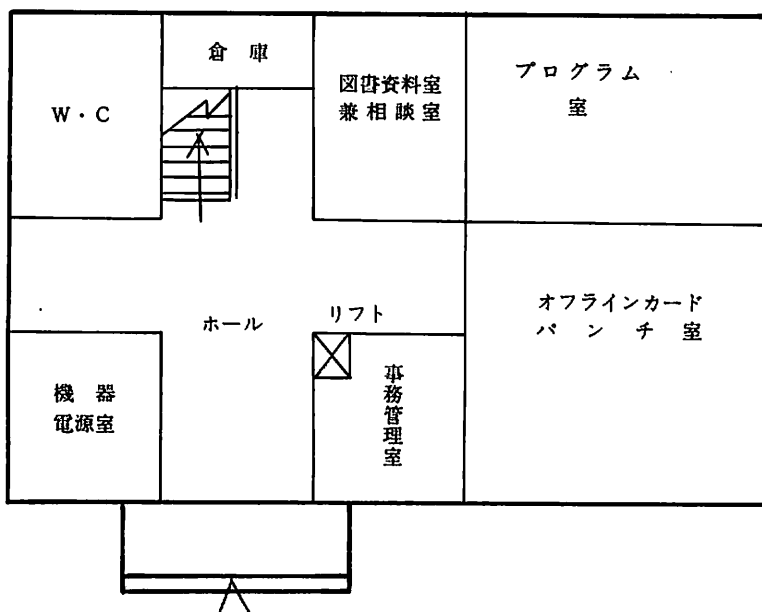 倉庫
W・C
図書資料室
兼相談室
プログラム
室
ホール
リフト
オフラインカード
パンチ室
機器
電源室
事務管理室